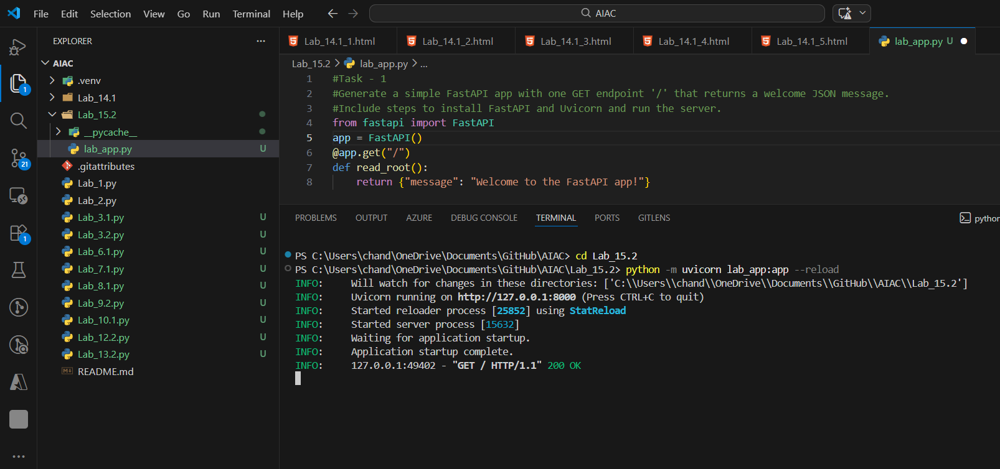 File Edit Selection View Go Run Terminal Help
AIAC
EXPLORER
AIAC
.venv
Lab_14.1
Lab_15.2
__pycache__
lab_app.py U
.gitattributes
Lab_1.py
Lab_2.py
Lab_3.1.py U
Lab_3.2.py U
Lab_6.1.py U
Lab_7.1.py U
Lab_8.1.py U
Lab_9.2.py U
Lab_10.1.py U
Lab_12.2.py U
Lab_13.2.py U
README.md
1
21
1
Lab_14.1_1.html Lab_14.1_2.html Lab_14.1_3.html Lab_14.1_4.html Lab_14.1_5.html lab_app.py U
Lab_15.2 > lab_app.py > ...
1 #Task - 1
2 #Generate a simple FastAPI app with one GET endpoint '/' that returns a welcome JSON message.
3 #Include steps to install FastAPI and Uvicorn and run the server.
4 from fastapi import FastAPI
5 app = FastAPI()
6 @app.get("/")
7 def read_root():
8 return {"message": "Welcome to the FastAPI app!"}
PROBLEMS OUTPUT AZURE DEBUG CONSOLE TERMINAL PORTS GITLENS
PS C:\Users\chand\OneDrive\Documents\GitHub\AIAC> cd Lab_15.2
PS C:\Users\chand\OneDrive\Documents\GitHub\AIAC\Lab_15.2> python -m uvicorn lab_app:app --reload
INFO: Will watch for changes in these directories: ['C:\\Users\\chand\\OneDrive\\Documents\\GitHub\\AIAC\\Lab_15.2']
INFO: Uvicorn running on http://127.0.0.1:8000 (Press CTRL+C to quit)
INFO: Started reloader process [25852] using StatReload
INFO: Started server process [15632]
INFO: Waiting for application startup.
INFO: Application startup complete.
INFO: 127.0.0.1:49402 - "GET / HTTP/1.1" 200 OK